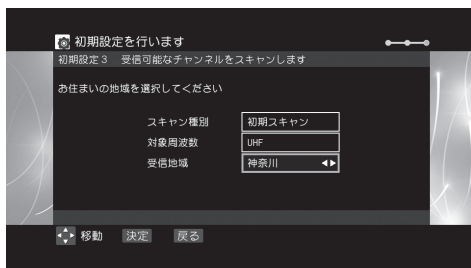 初期設定を行います
初期設定３　受信可能なチャンネルをスキャンします
お住まいの地域を選択してください
スキャン種別　初期スキャン
対象周波数　UHF
受信地域　神奈川
移動　決定　戻る